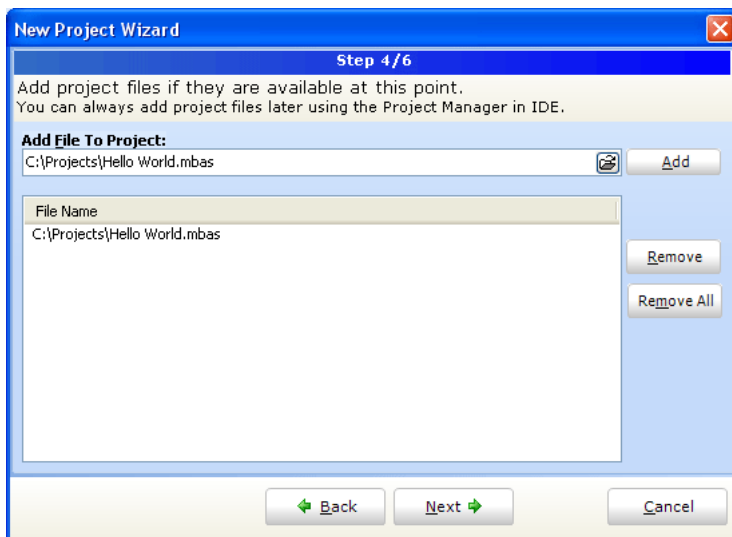 New Project Wizard
Step 4/6
Add project files if they are available at this point.
You can always add project files later using the Project Manager in IDE.
Add File To Project:
C:\Projects\Hello World.mbas
Add
File Name
C:\Projects\Hello World.mbas
Remove
Remove All
Back
Next
Cancel